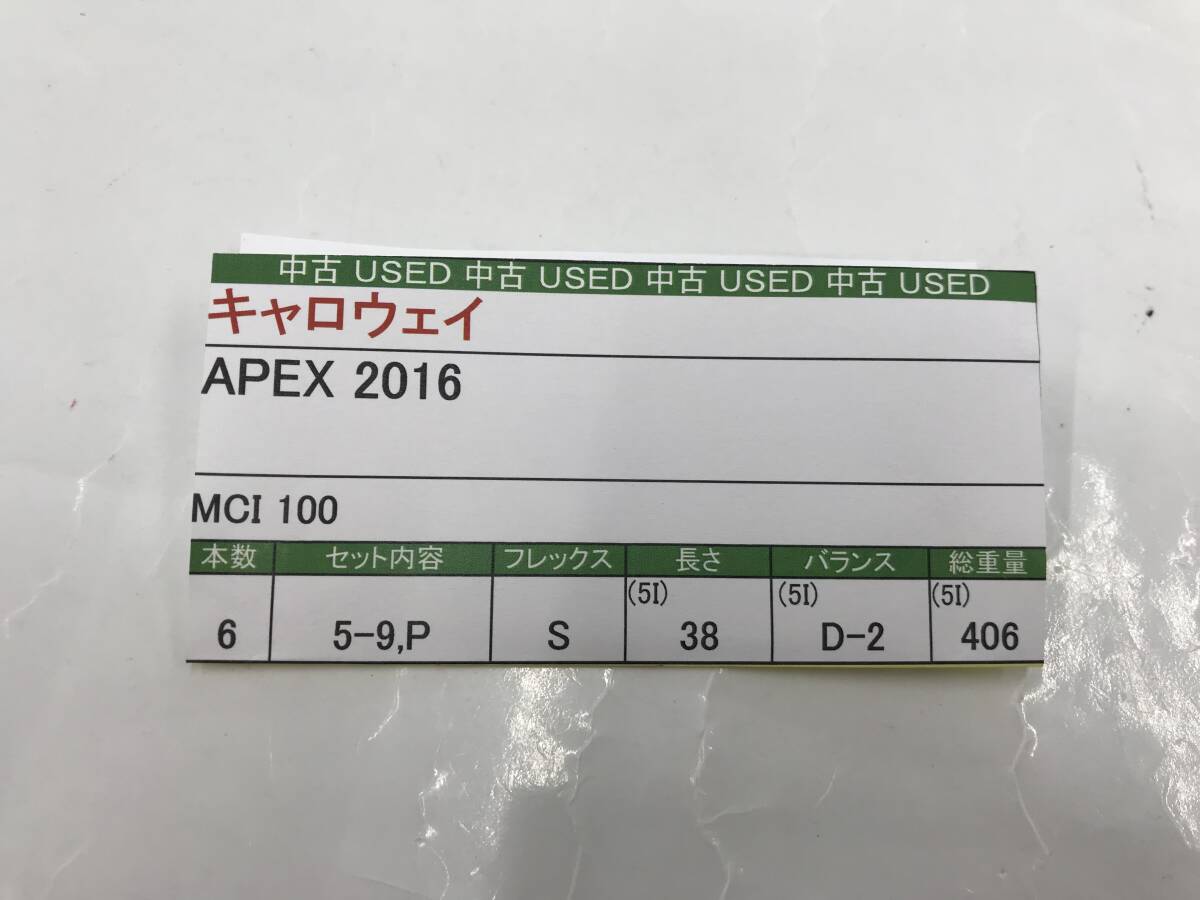 中古 USED 中古 USED 中古 USED 中古 USED
キャロウェイ
APEX 2016
MCI 100
本数 セット内容 フレックス 長さ バランス 総重量
(5I) (5I) (5I)
6 5-9,P S 38 D-2 406